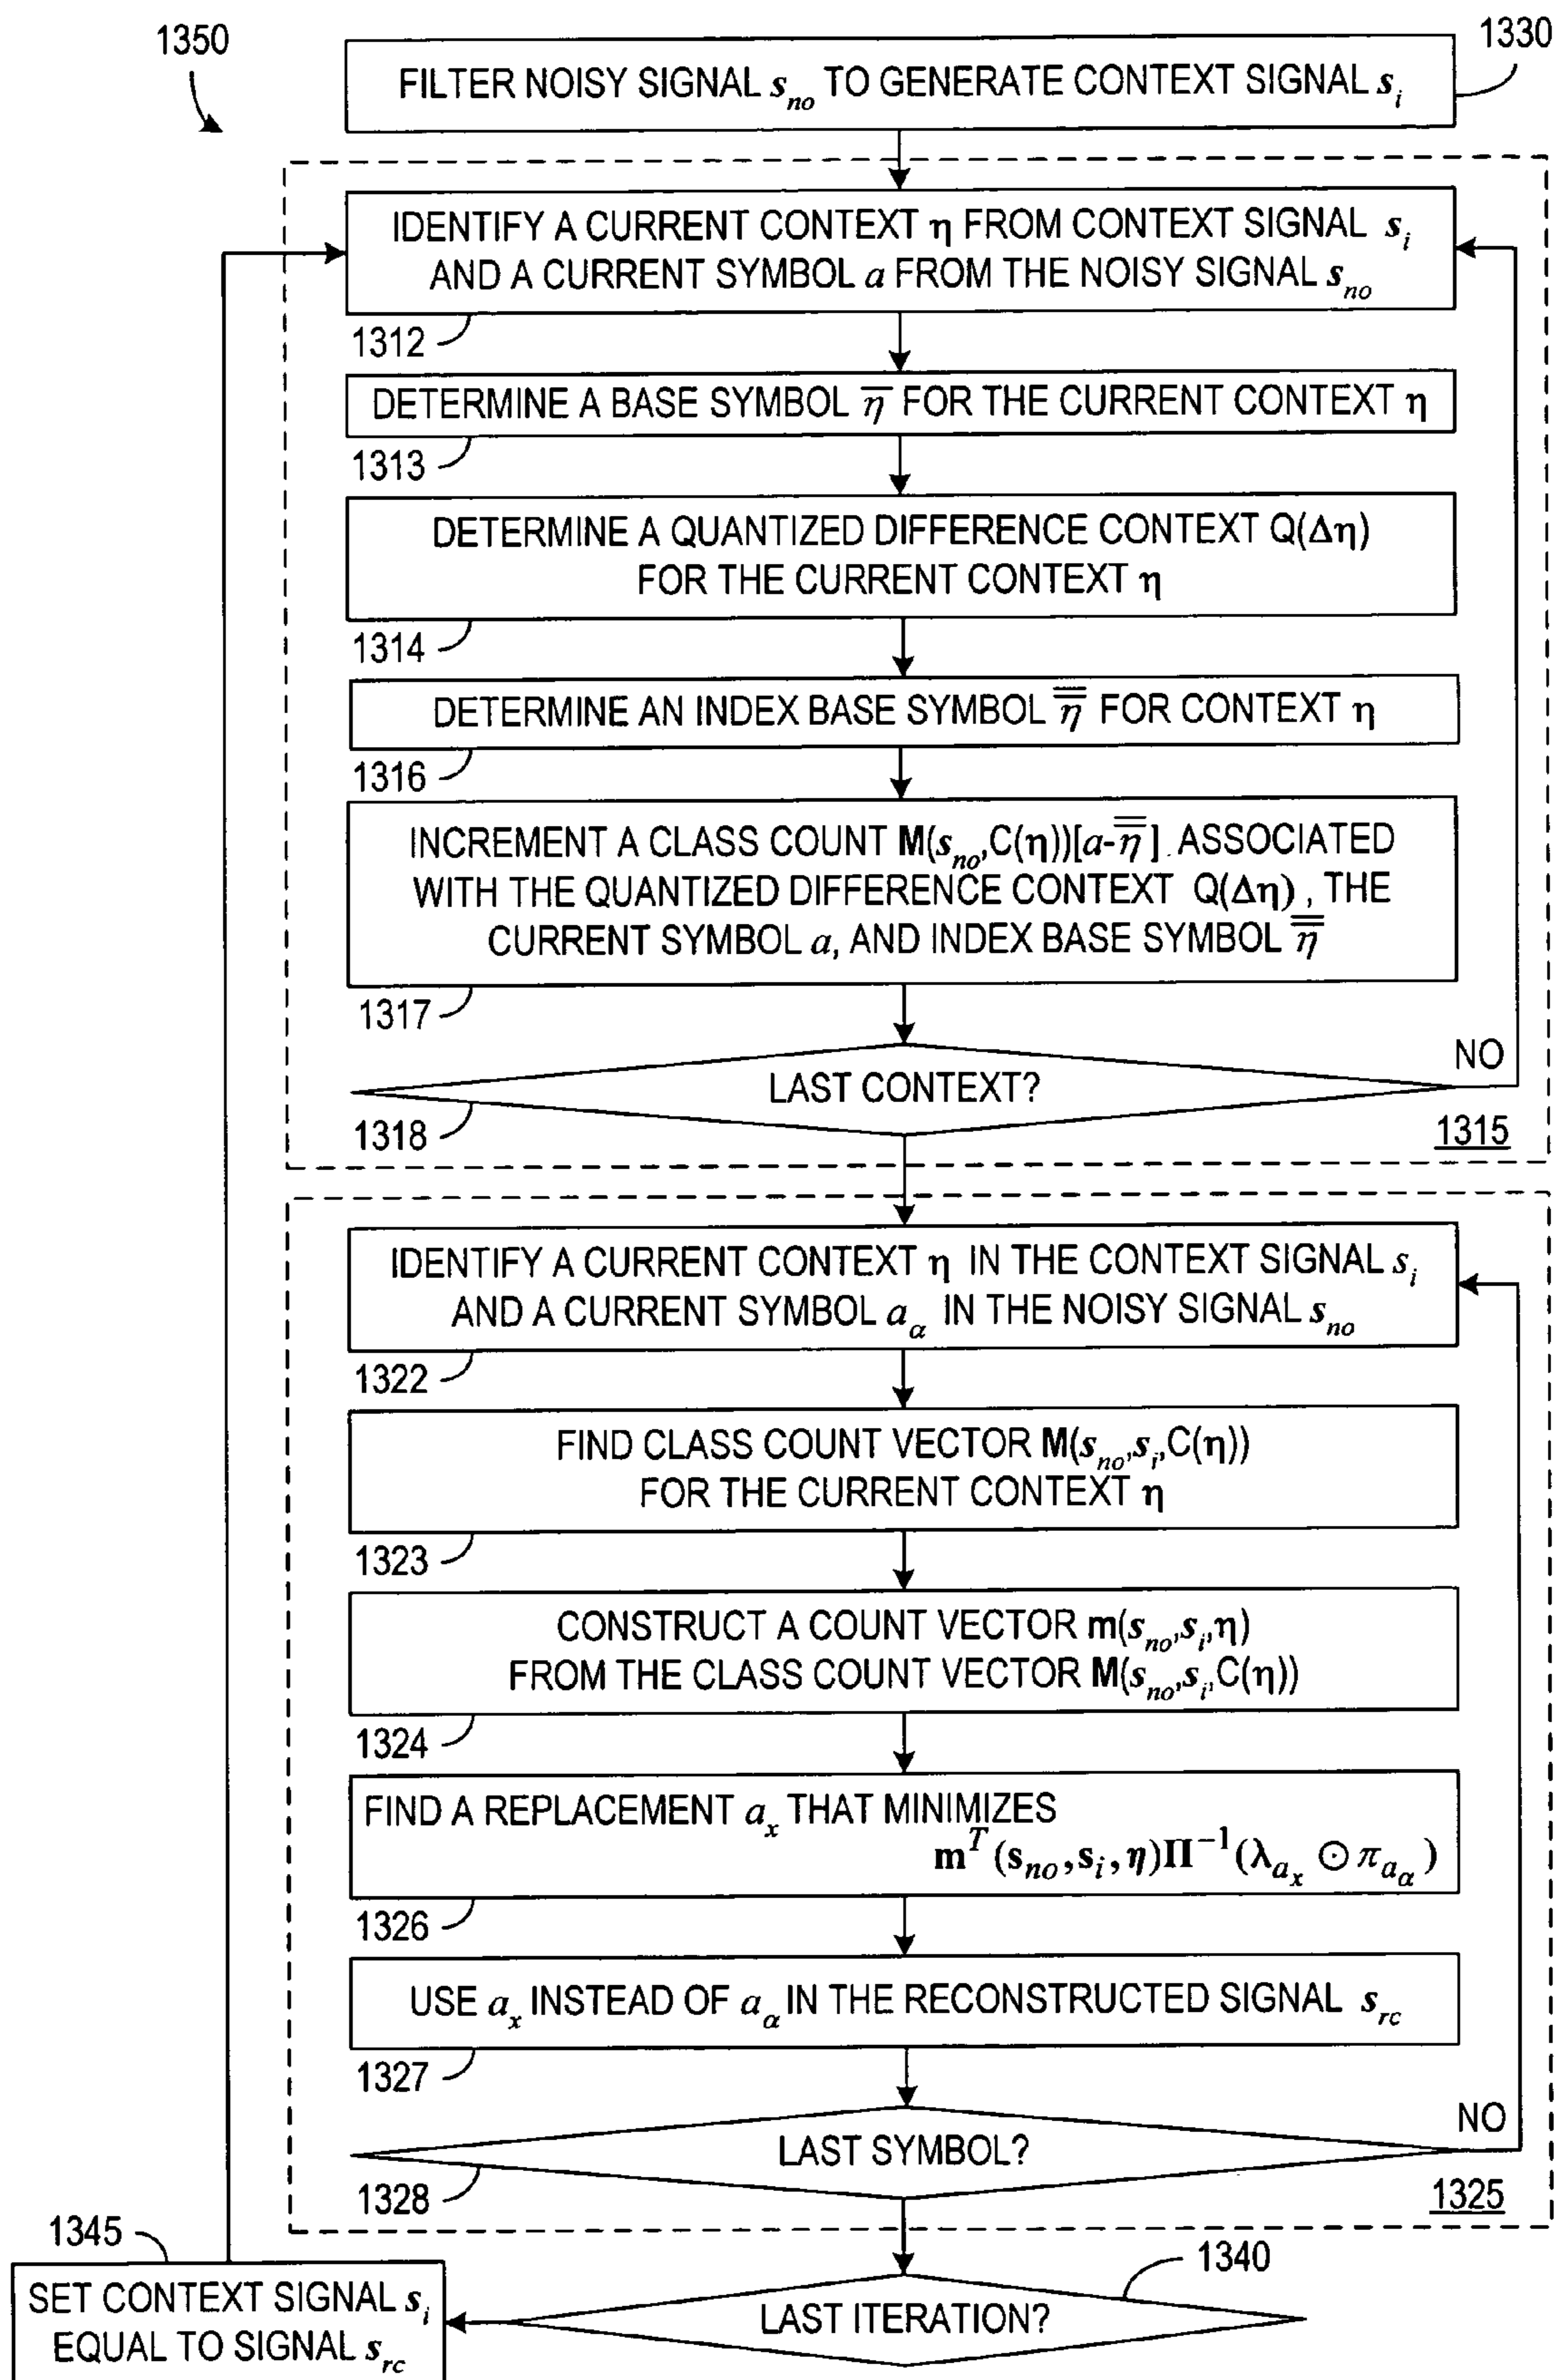 1350
1330
FILTER NOISY SIGNAL s_no TO GENERATE CONTEXT SIGNAL s_i
IDENTIFY A CURRENT CONTEXT η FROM CONTEXT SIGNAL s_i
AND A CURRENT SYMBOL a FROM THE NOISY SIGNAL s_no
1312
DETERMINE A BASE SYMBOL η̅ FOR THE CURRENT CONTEXT η
1313
DETERMINE A QUANTIZED DIFFERENCE CONTEXT Q(Δη)
FOR THE CURRENT CONTEXT η
1314
DETERMINE AN INDEX BASE SYMBOL η̿̅ FOR CONTEXT η
1316
INCREMENT A CLASS COUNT M(s_no,C(η))[a-η̿̅] ASSOCIATED
WITH THE QUANTIZED DIFFERENCE CONTEXT Q(Δη), THE
CURRENT SYMBOL a, AND INDEX BASE SYMBOL η̿̅
1317
NO
LAST CONTEXT?
1318
1315
IDENTIFY A CURRENT CONTEXT η IN THE CONTEXT SIGNAL s_i
AND A CURRENT SYMBOL a_α IN THE NOISY SIGNAL s_no
1322
FIND CLASS COUNT VECTOR M(s_no,s_i,C(η))
FOR THE CURRENT CONTEXT η
1323
CONSTRUCT A COUNT VECTOR m(s_no,s_i,η)
FROM THE CLASS COUNT VECTOR M(s_no,s_i,C(η))
1324
FIND A REPLACEMENT a_x THAT MINIMIZES
m^T(s_no,s_i,η)Π^-1(λ_a_x ⊙ π_a_α)
1326
USE a_x INSTEAD OF a_α IN THE RECONSTRUCTED SIGNAL s_rc
1327
NO
LAST SYMBOL?
1328
1325
1345
1340
SET CONTEXT SIGNAL s_i
EQUAL TO SIGNAL s_rc
LAST ITERATION?